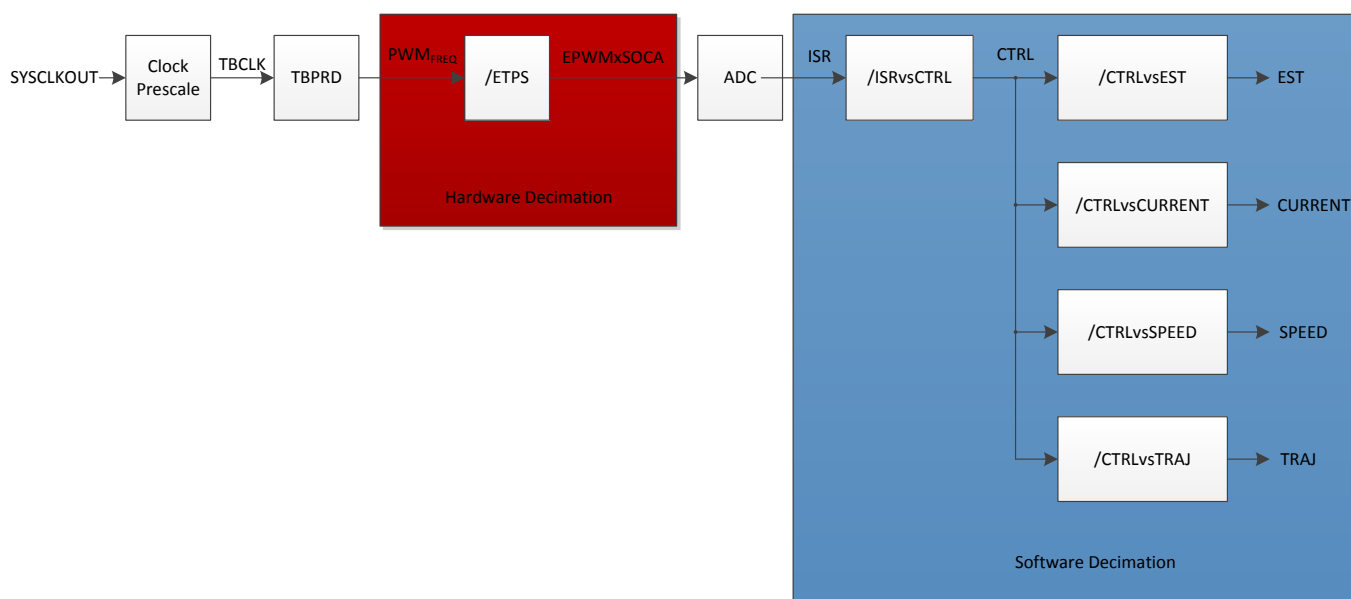 SYSCLKOUT
Clock
Prescale
TBCLK
TBPRD
PWMFREQ
/ETPS
EPWMxSOCA
Hardware Decimation
ADC
ISR
/ISRvsCTRL
CTRL
/CTRLvsEST
EST
/CTRLvsCURRENT
CURRENT
/CTRLvsSPEED
SPEED
/CTRLvsTRAJ
TRAJ
Software Decimation